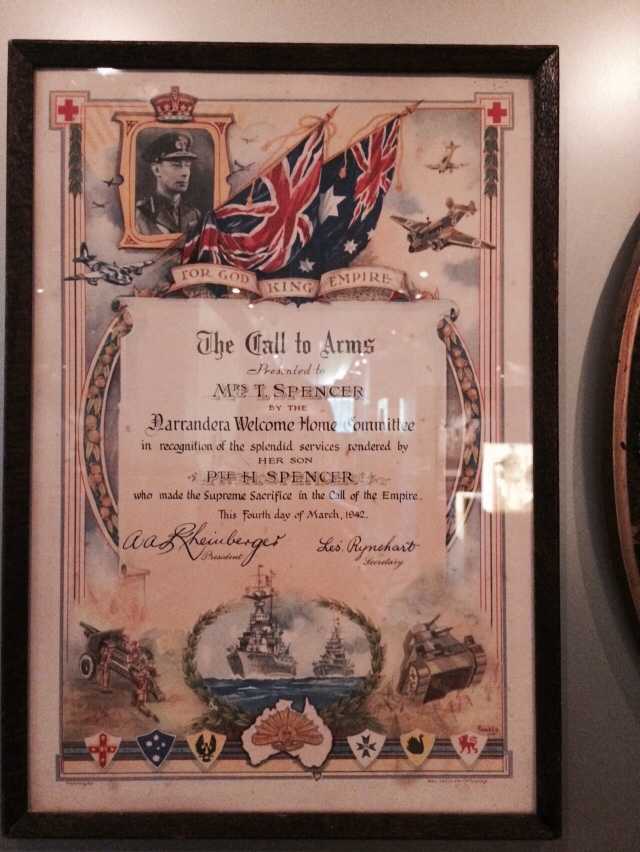 FOR GOD
KING
EMPIRE
The Call to Arms
Presented to
MRS T. SPENCER
BY THE
Narrandera Welcome Home Committee
in recognition of the splendid services rendered by
HER SON
PTE H. SPENCER
who made the Supreme Sacrifice in the Call of the Empire.
This Fourth day of March, 1942.
President
Les. Rynehart
Secretary